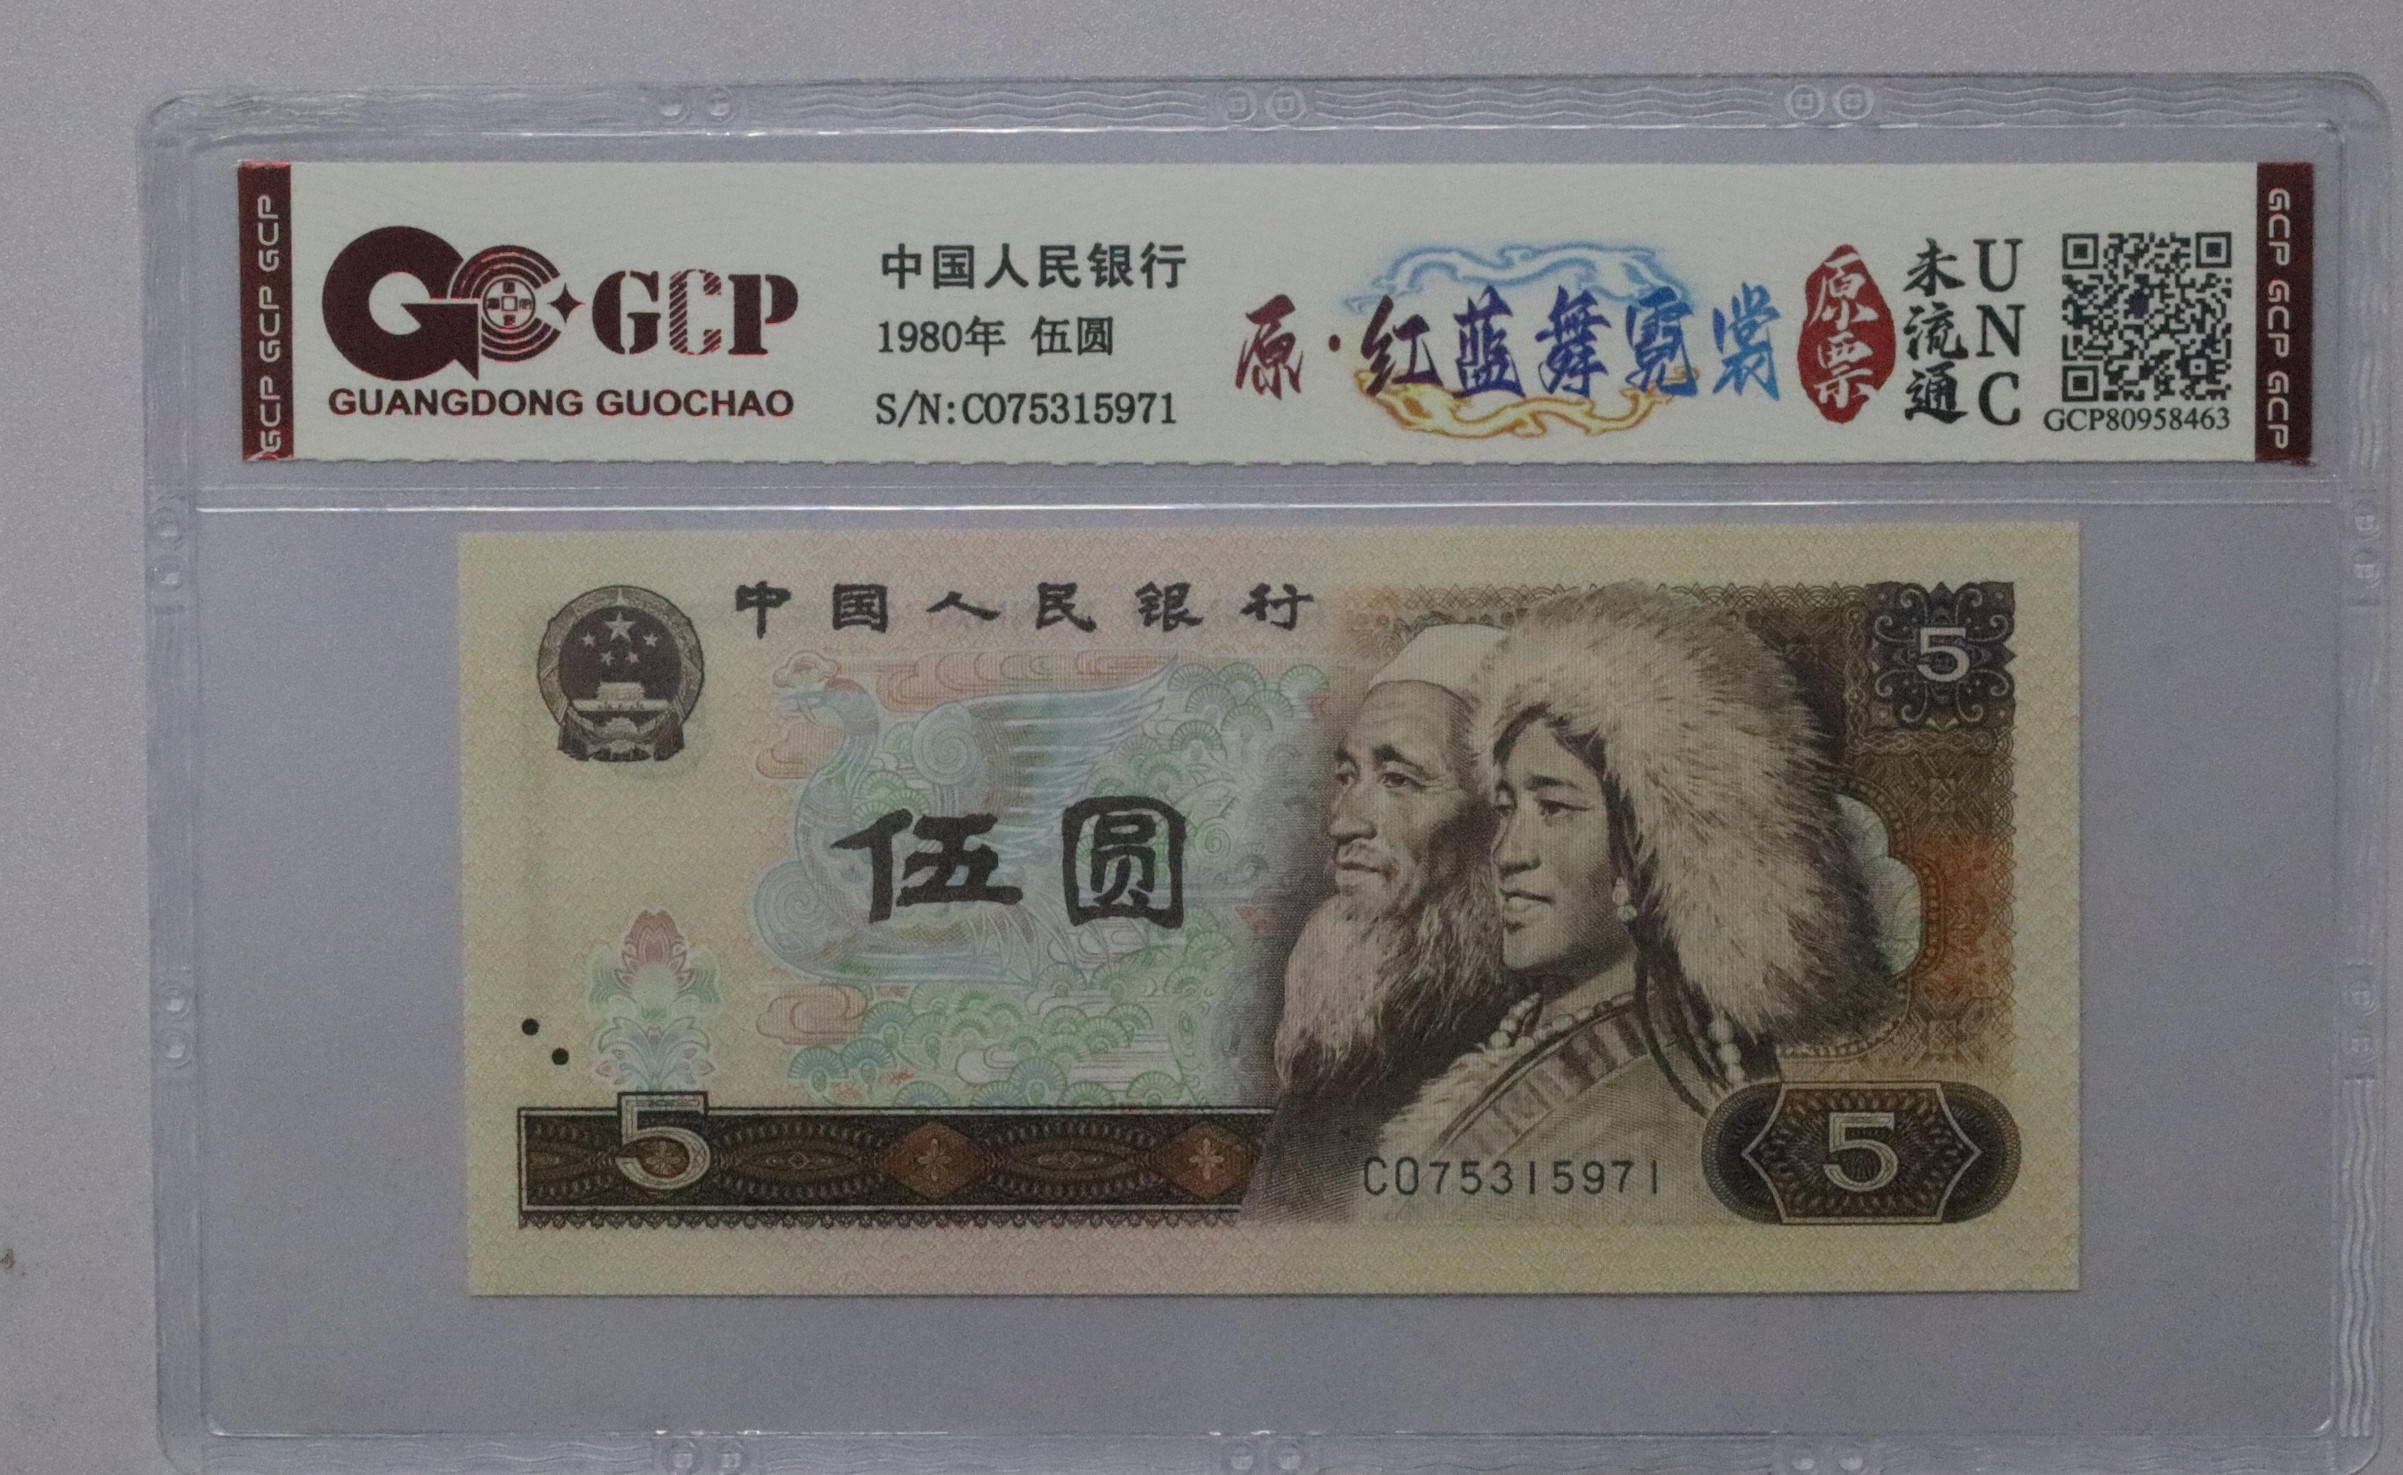 GCP GCP GCP
GCP
GUANGDONG GUOCHAO
中国人民银行
1980年 伍圆
S/N:CO75315971
原·红蓝舞霓裳
原票
未流通
UNC
GCP80958463
GCP GCP GCP
中国人民银行
5
伍圆
5
CO75315971
5